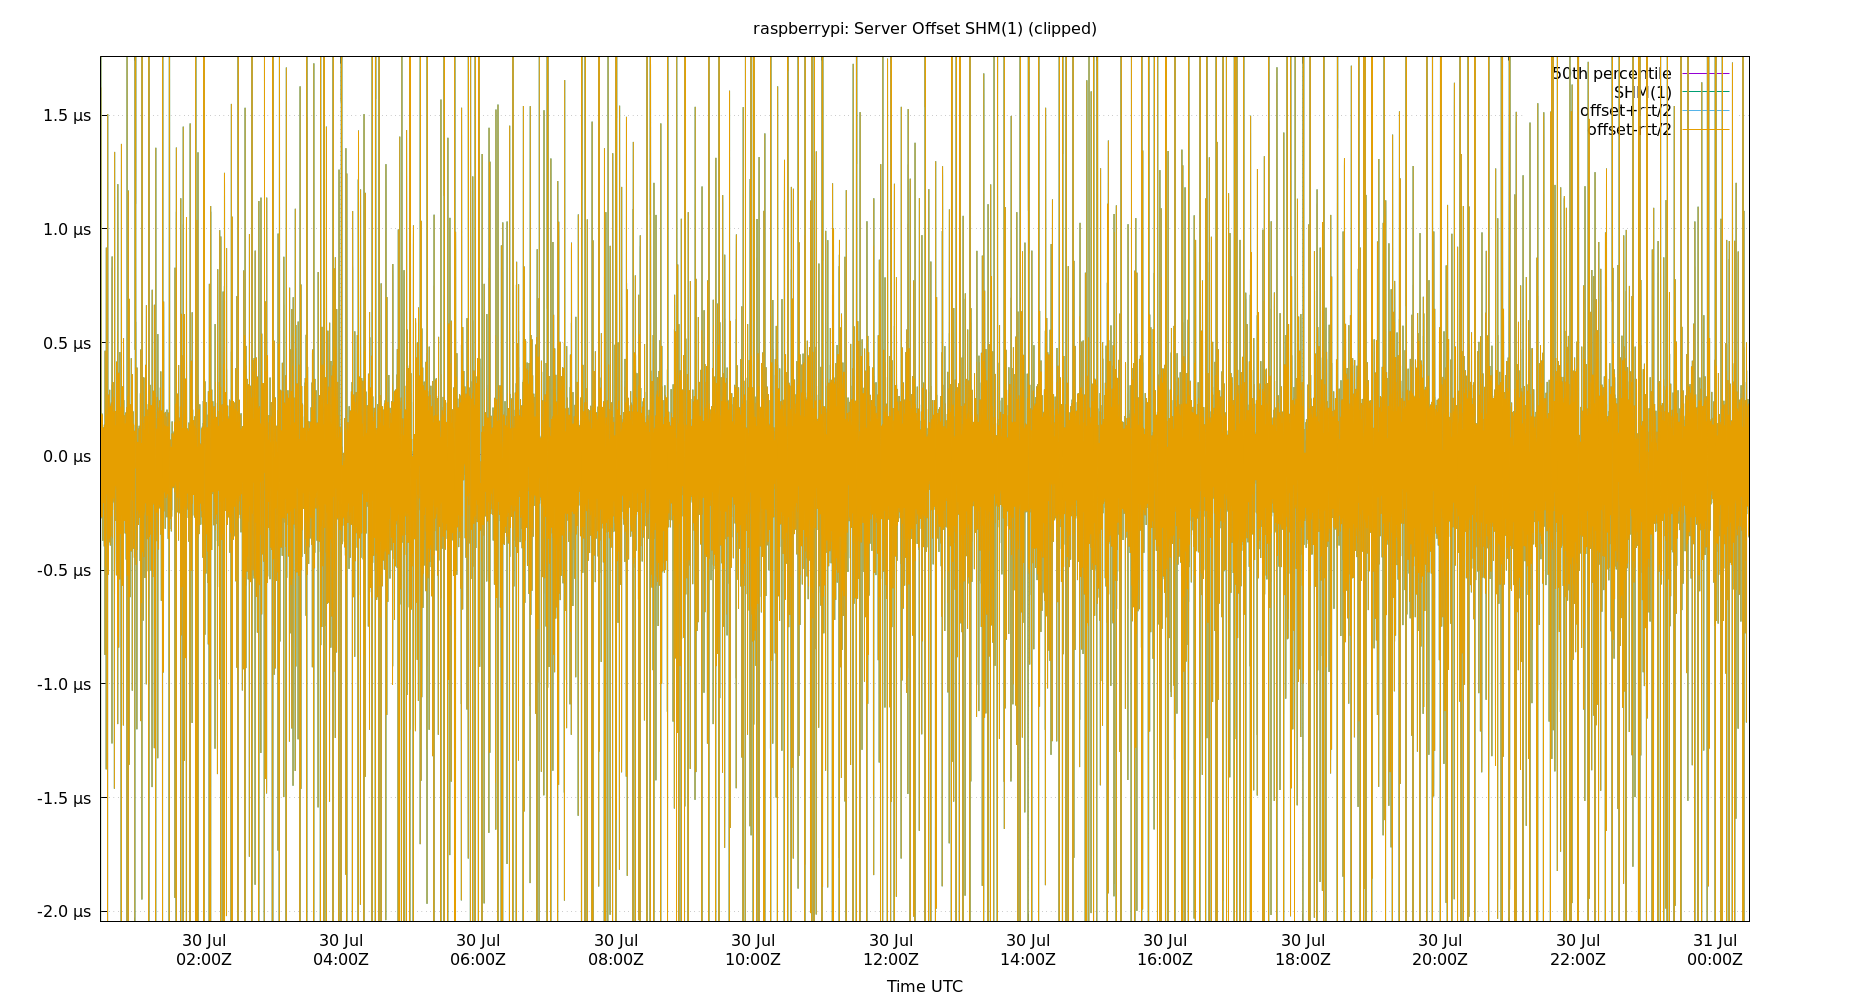 raspberrypi: Server Offset SHM(1) (clipped)
50th percentile
SHM(1)
offset+rtt/2
offset-rtt/2
1.5 µs
1.0 µs
0.5 µs
0.0 µs
-0.5 µs
-1.0 µs
-1.5 µs
-2.0 µs
30 Jul 30 Jul 30 Jul 30 Jul 30 Jul 30 Jul 30 Jul 30 Jul 30 Jul 30 Jul 30 Jul 31 Jul
02:00Z 04:00Z 06:00Z 08:00Z 10:00Z 12:00Z 14:00Z 16:00Z 18:00Z 20:00Z 22:00Z 00:00Z
Time UTC